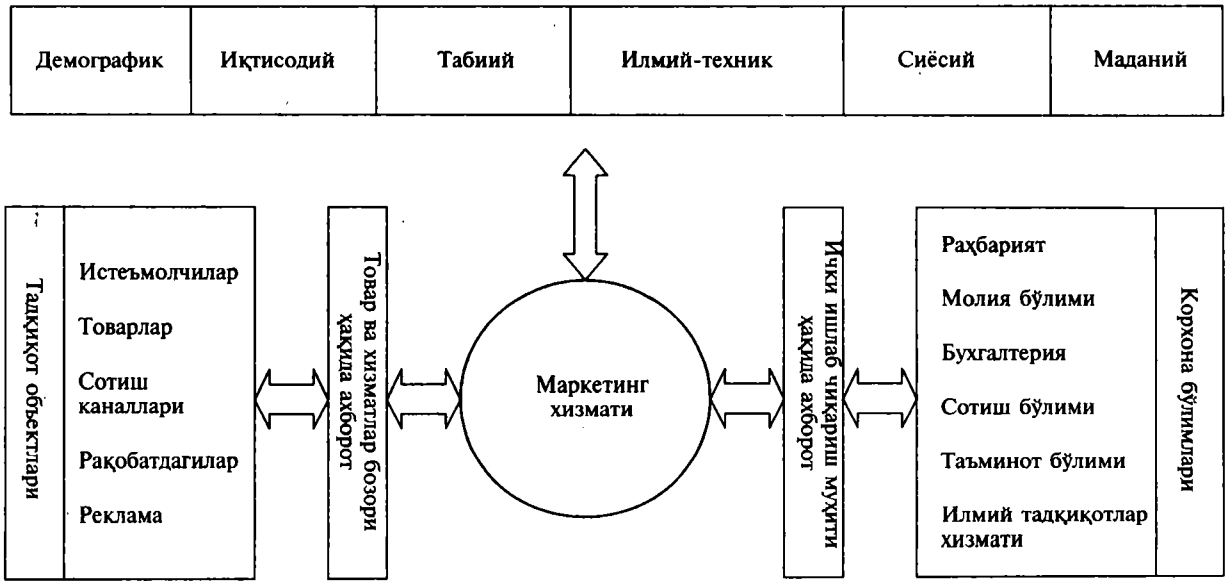 Демографик
Иқтисодий
Табиий
Илмий-техник
Сиёсий
Маданий
Тадқиқот объектлари
Истеъмолчилар
Товарлар
Сотиш
каналлари
Рақобатдагилар
Реклама
Товар ва хизматлар бозори
ҳақида ахборот
Маркетинг
хизмати
Ички ишлаб чиқариш муҳити
ҳақида ахборот
Раҳбарият
Молия бўлими
Бухгалтерия
Сотиш бўлими
Таъминот бўлими
Илмий тадқиқотлар
хизмати
Корхона бўлимлари